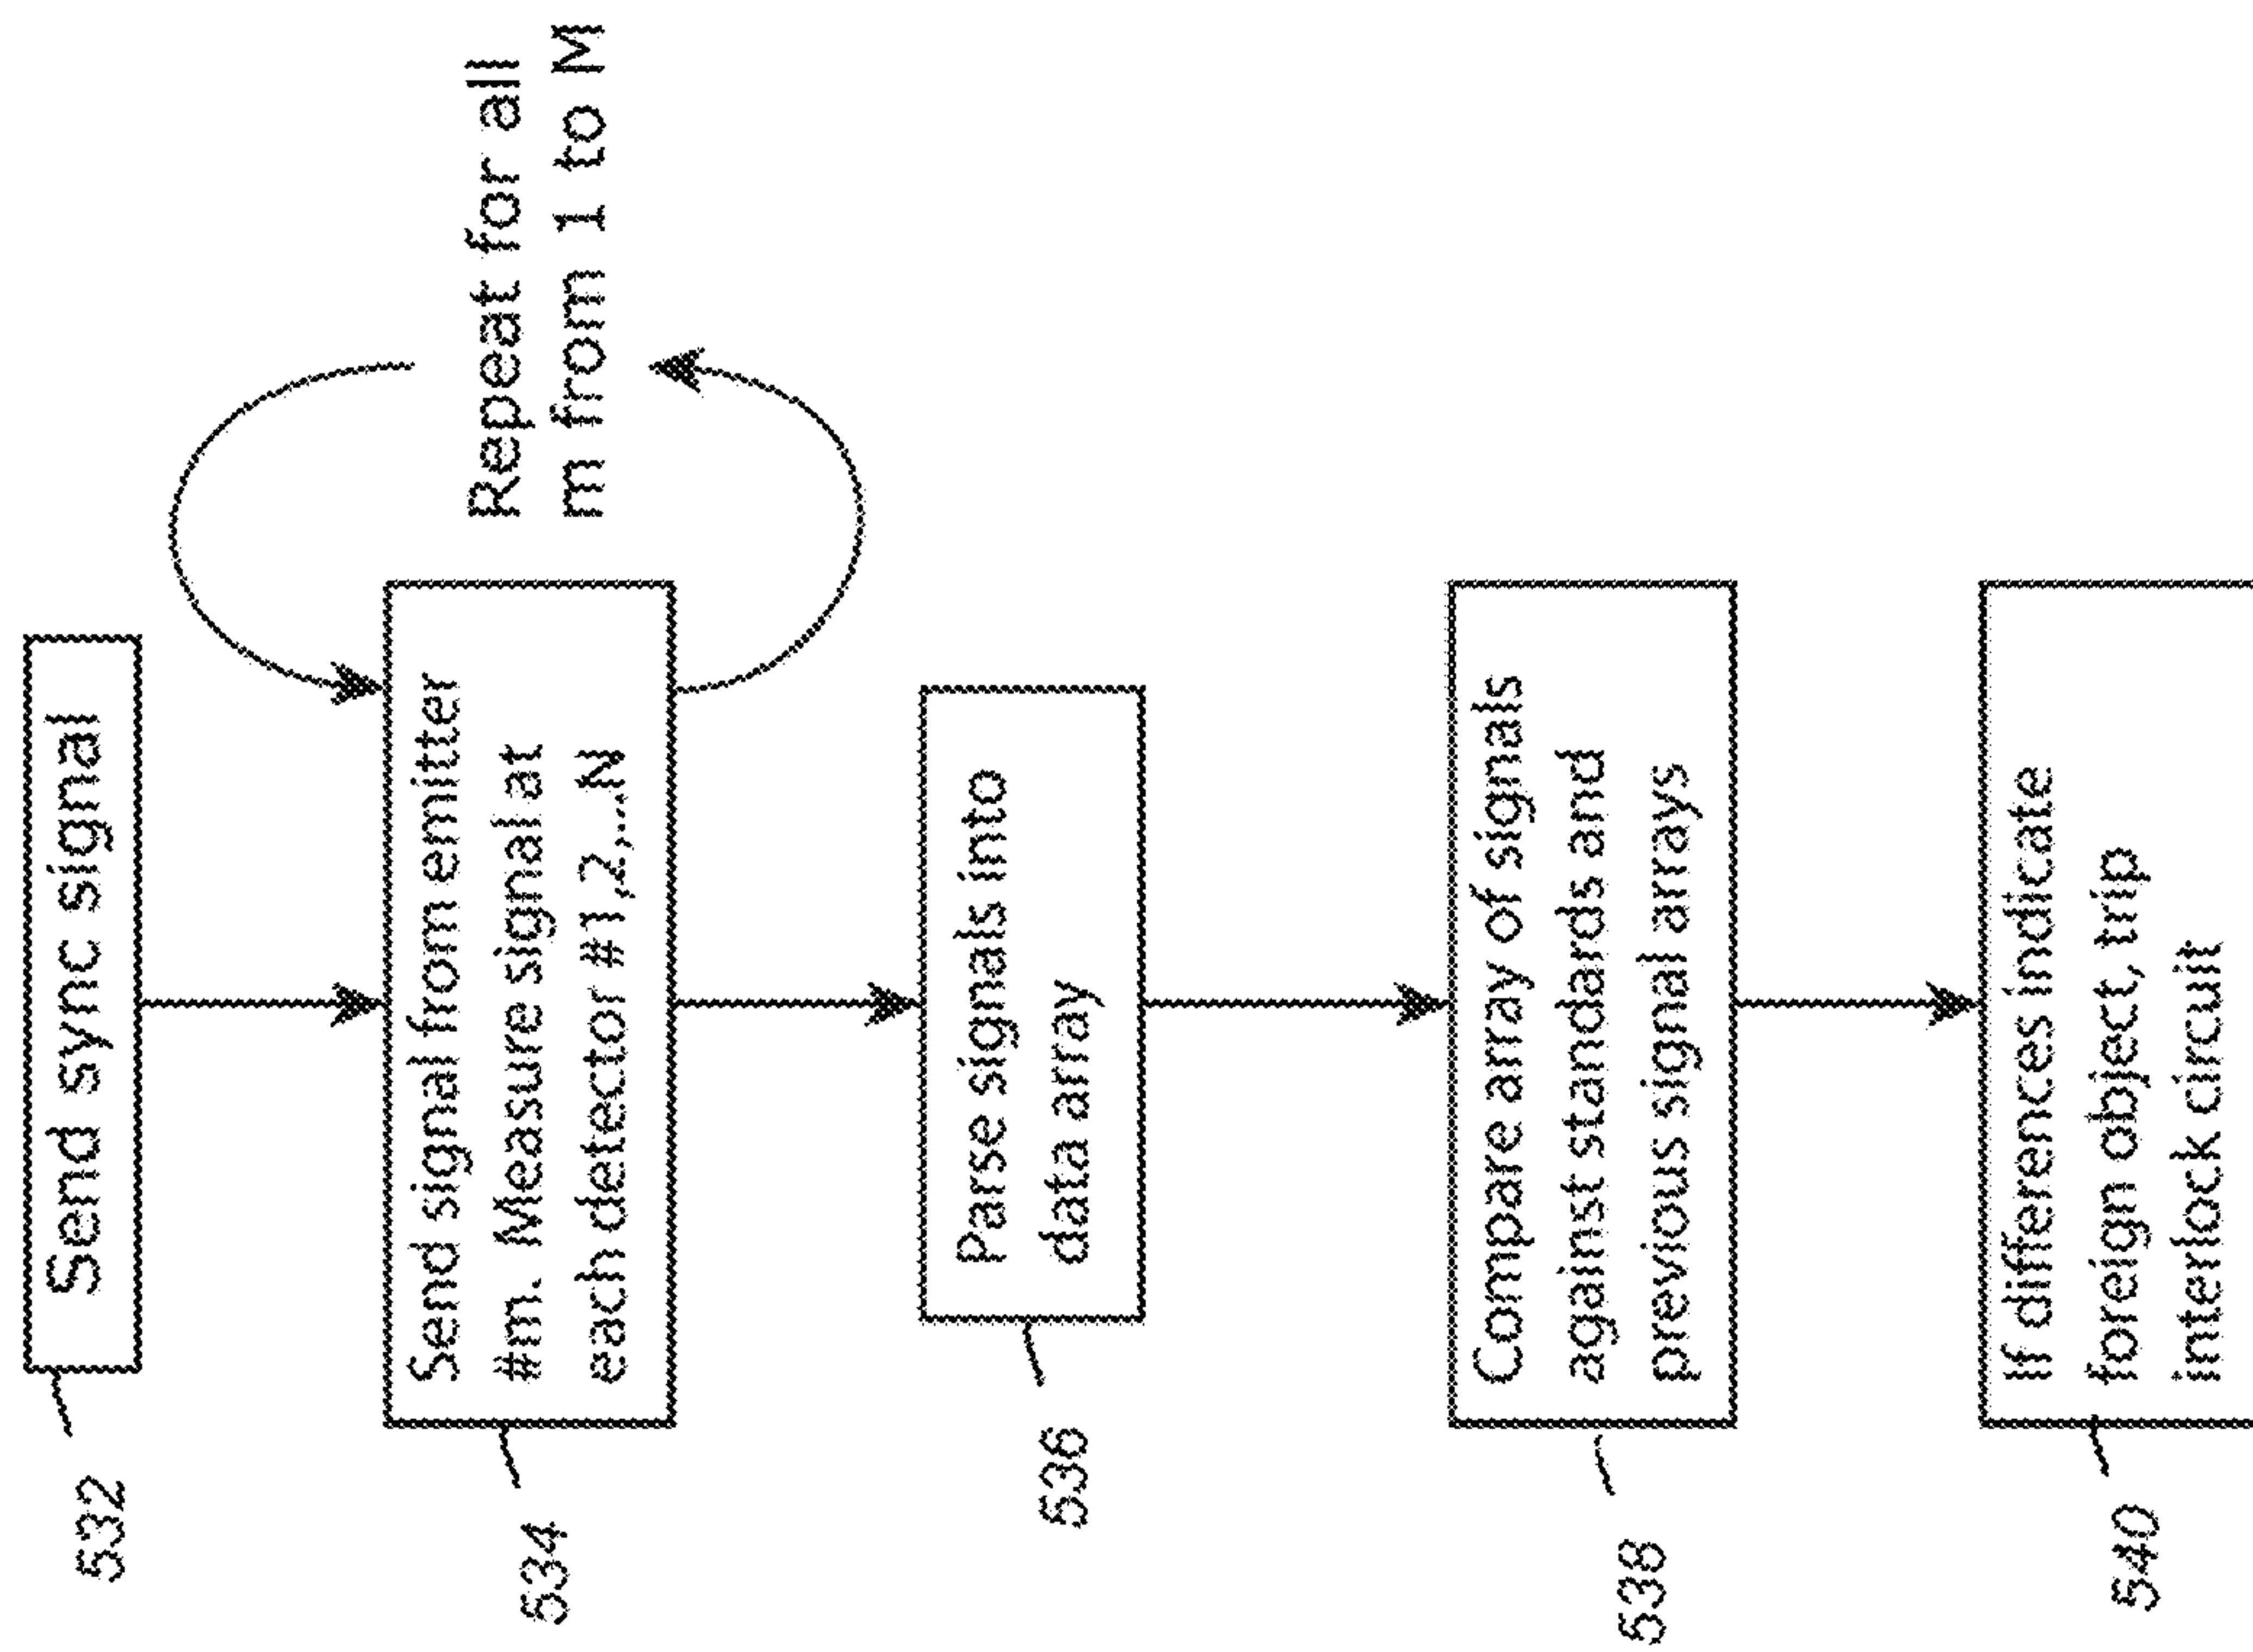 532
Send sync signal
534
Send signal from emitter
#m. Measure signal at
each detector #1,2,...N
Repeat for all
m from 1 to M
536
Parse signals into
data array
538
Compare array of signals
against standards and
previous signal arrays
540
If differences indicate
foreign object, trip
interlock circuit